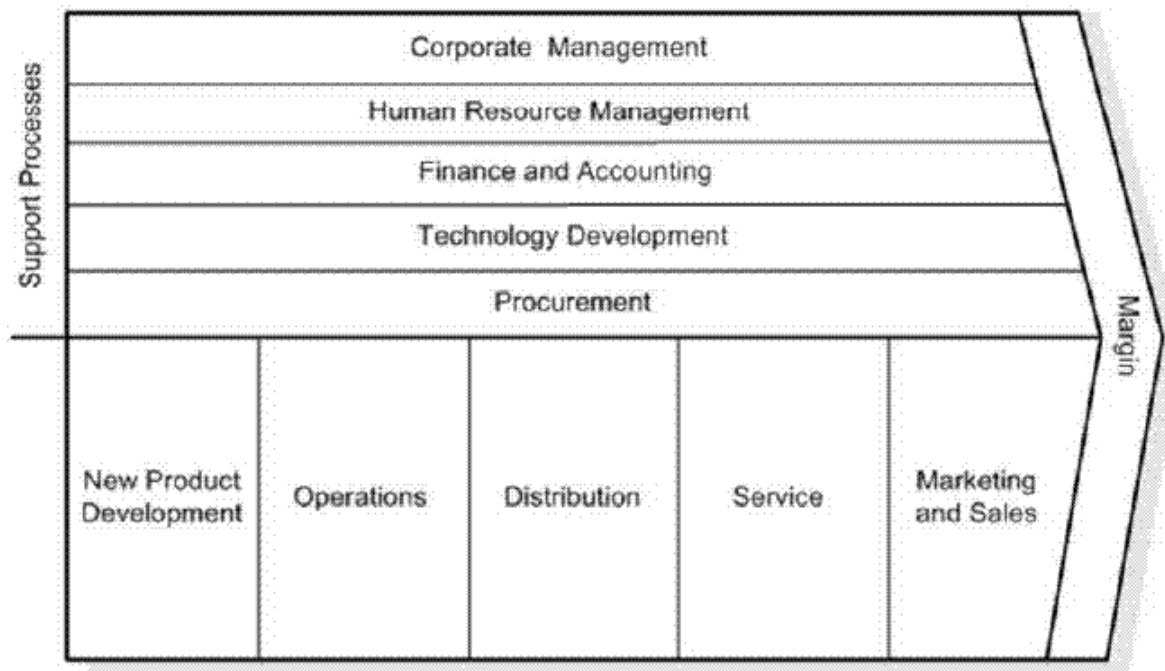 Support Processes
Corporate Management
Human Resource Management
Finance and Accounting
Technology Development
Procurement
Margin
New Product
Development
Operations
Distribution
Service
Marketing
and Sales